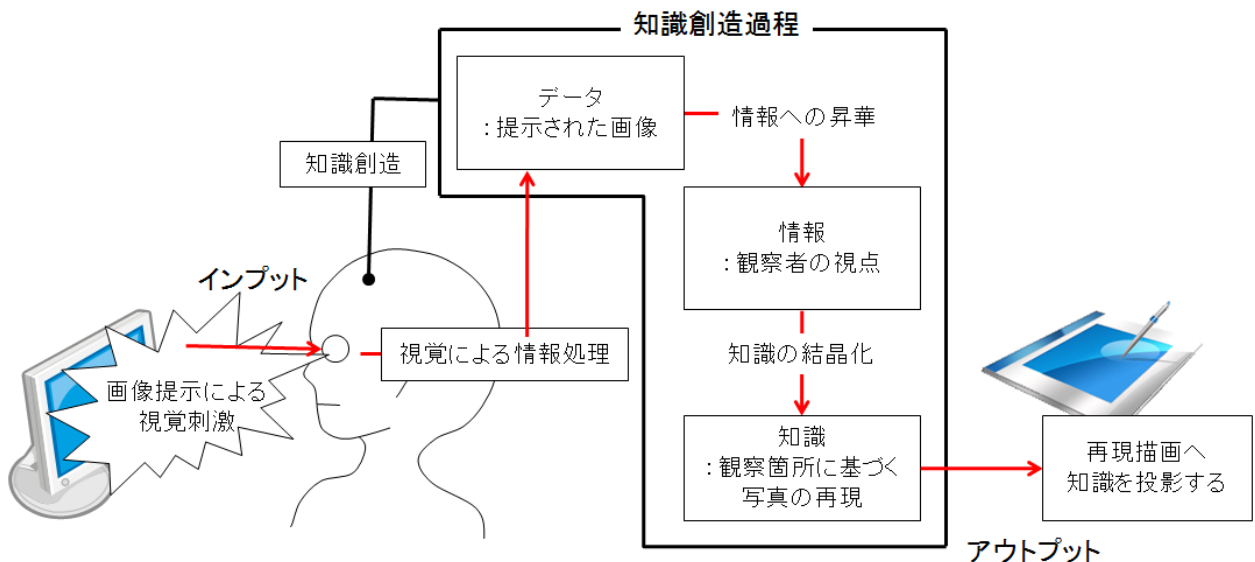 知識創造過程
データ
：提示された画像
情報への昇華
知識創造
情報
：観察者の視点
インプット
視覚による情報処理
画像提示による
視覚刺激
知識の結晶化
知識
：観察箇所に基づく
写真の再現
再現描画へ
知識を投影する
アウトプット